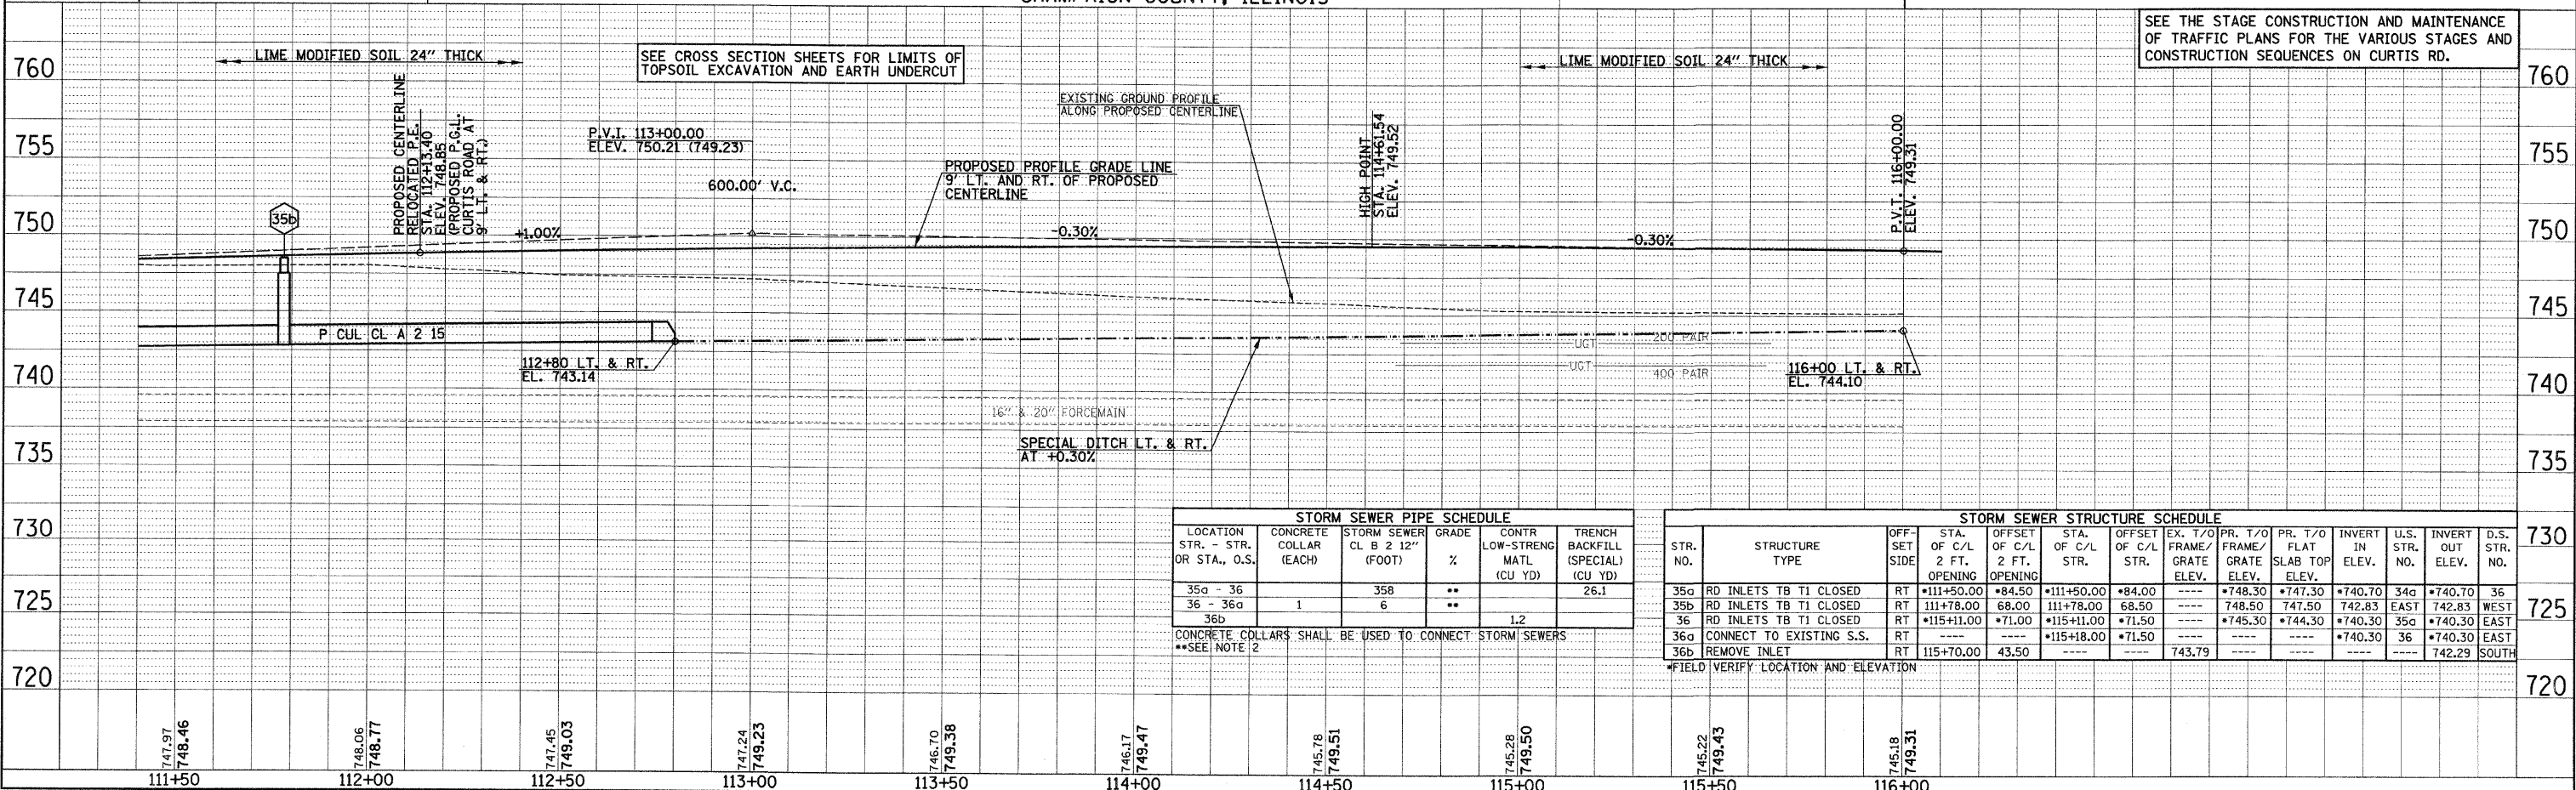 CHAMPAIGN COUNTY, ILLINOIS
SEE THE STAGE CONSTRUCTION AND MAINTENANCE
OF TRAFFIC PLANS FOR THE VARIOUS STAGES AND
CONSTRUCTION SEQUENCES ON CURTIS RD.
LIME MODIFIED SOIL 24" THICK
SEE CROSS SECTION SHEETS FOR LIMITS OF
TOPSOIL EXCAVATION AND EARTH UNDERCUT
LIME MODIFIED SOIL 24" THICK
760
755
750
745
740
735
730
725
720
760
755
750
745
740
735
730
725
720
PROPOSED CENTERLINE
RELOCATED P.E.
STA. 112+13.40
ELEV. 748.85
(PROPOSED P.G.L.
CURTIS ROAD AT
9' LT. & RT.)
P.V.I. 113+00.00
ELEV. 750.21 (749.23)
600.00' V.C.
EXISTING GROUND PROFILE
ALONG PROPOSED CENTERLINE
PROPOSED PROFILE GRADE LINE
9' LT. AND RT. OF PROPOSED
CENTERLINE
HIGH POINT
STA. 114+61.54
ELEV. 749.52
P.V.T. 116+00.00
ELEV. 749.31
35b
+1.00%
-0.30%
-0.30%
P CUL CL A 2 15
112+80 LT. & RT.
EL. 743.14
UGT 200 PAIR
UGT 400 PAIR
116+00 LT. & RT.
EL. 744.10
16" & 20" FORCEMAIN
SPECIAL DITCH LT. & RT.
AT +0.30%
STORM SEWER PIPE SCHEDULE
LOCATION STR. - STR. OR STA., O.S. CONCRETE COLLAR (EACH) STORM SEWER CL B 2 12" (FOOT) GRADE % CONTR LOW-STRENG MATL (CU YD) TRENCH BACKFILL (SPECIAL) (CU YD)
35a - 36 358 ** 26.1
36 - 36a 1 6 **
36b 1.2
CONCRETE COLLARS SHALL BE USED TO CONNECT STORM SEWERS
**SEE NOTE 2
STORM SEWER STRUCTURE SCHEDULE
STR. NO. STRUCTURE TYPE OFF-SET SIDE STA. OF C/L 2 FT. OPENING OFFSET OF C/L 2 FT. OPENING STA. OF C/L STR. OFFSET OF C/L STR. EX. T/O FRAME/ GRATE ELEV. PR. T/O FRAME/ GRATE ELEV. PR. T/O FLAT SLAB TOP ELEV. INVERT IN ELEV. U.S. STR. NO. INVERT OUT ELEV. D.S. STR. NO.
35a RD INLETS TB T1 CLOSED RT *111+50.00 *84.50 *111+50.00 *84.00 ---- *748.30 *747.30 *740.70 34a *740.70 36
35b RD INLETS TB T1 CLOSED RT 111+78.00 68.00 111+78.00 68.50 ---- 748.50 747.50 742.83 EAST 742.83 WEST
36 RD INLETS TB T1 CLOSED RT *115+11.00 *71.00 *115+11.00 *71.50 ---- *745.30 *744.30 *740.30 35a *740.30 EAST
36a CONNECT TO EXISTING S.S. RT ---- ---- *115+18.00 *71.50 ---- ---- ---- *740.30 36 *740.30 EAST
36b REMOVE INLET RT 115+70.00 43.50 ---- ---- 743.79 ---- ---- ---- ---- 742.29 SOUTH
*FIELD VERIFY LOCATION AND ELEVATION
747.97
748.46
748.06
748.77
747.45
749.03
747.24
749.23
746.70
749.38
746.17
749.47
745.78
749.51
745.28
749.50
745.22
749.43
745.18
749.31
111+50
112+00
112+50
113+00
113+50
114+00
114+50
115+00
115+50
116+00